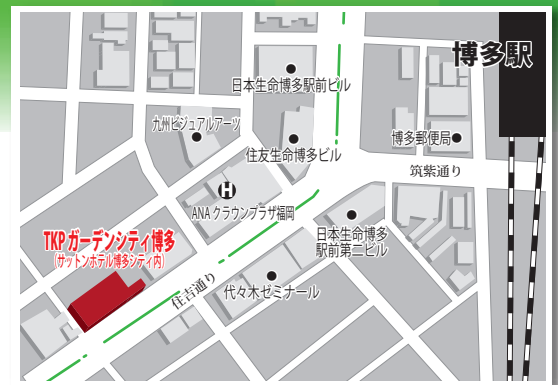 博多駅
日本生命博多駅前ビル
九州ビジュアルアーツ
住友生命博多ビル
博多郵便局
筑紫通り
H
ANAクラウンプラザ福岡
TKPガーデンシティ博多
(サットンホテル博多シティ内)
日本生命博多
駅前第二ビル
住吉通り
代々木ゼミナール